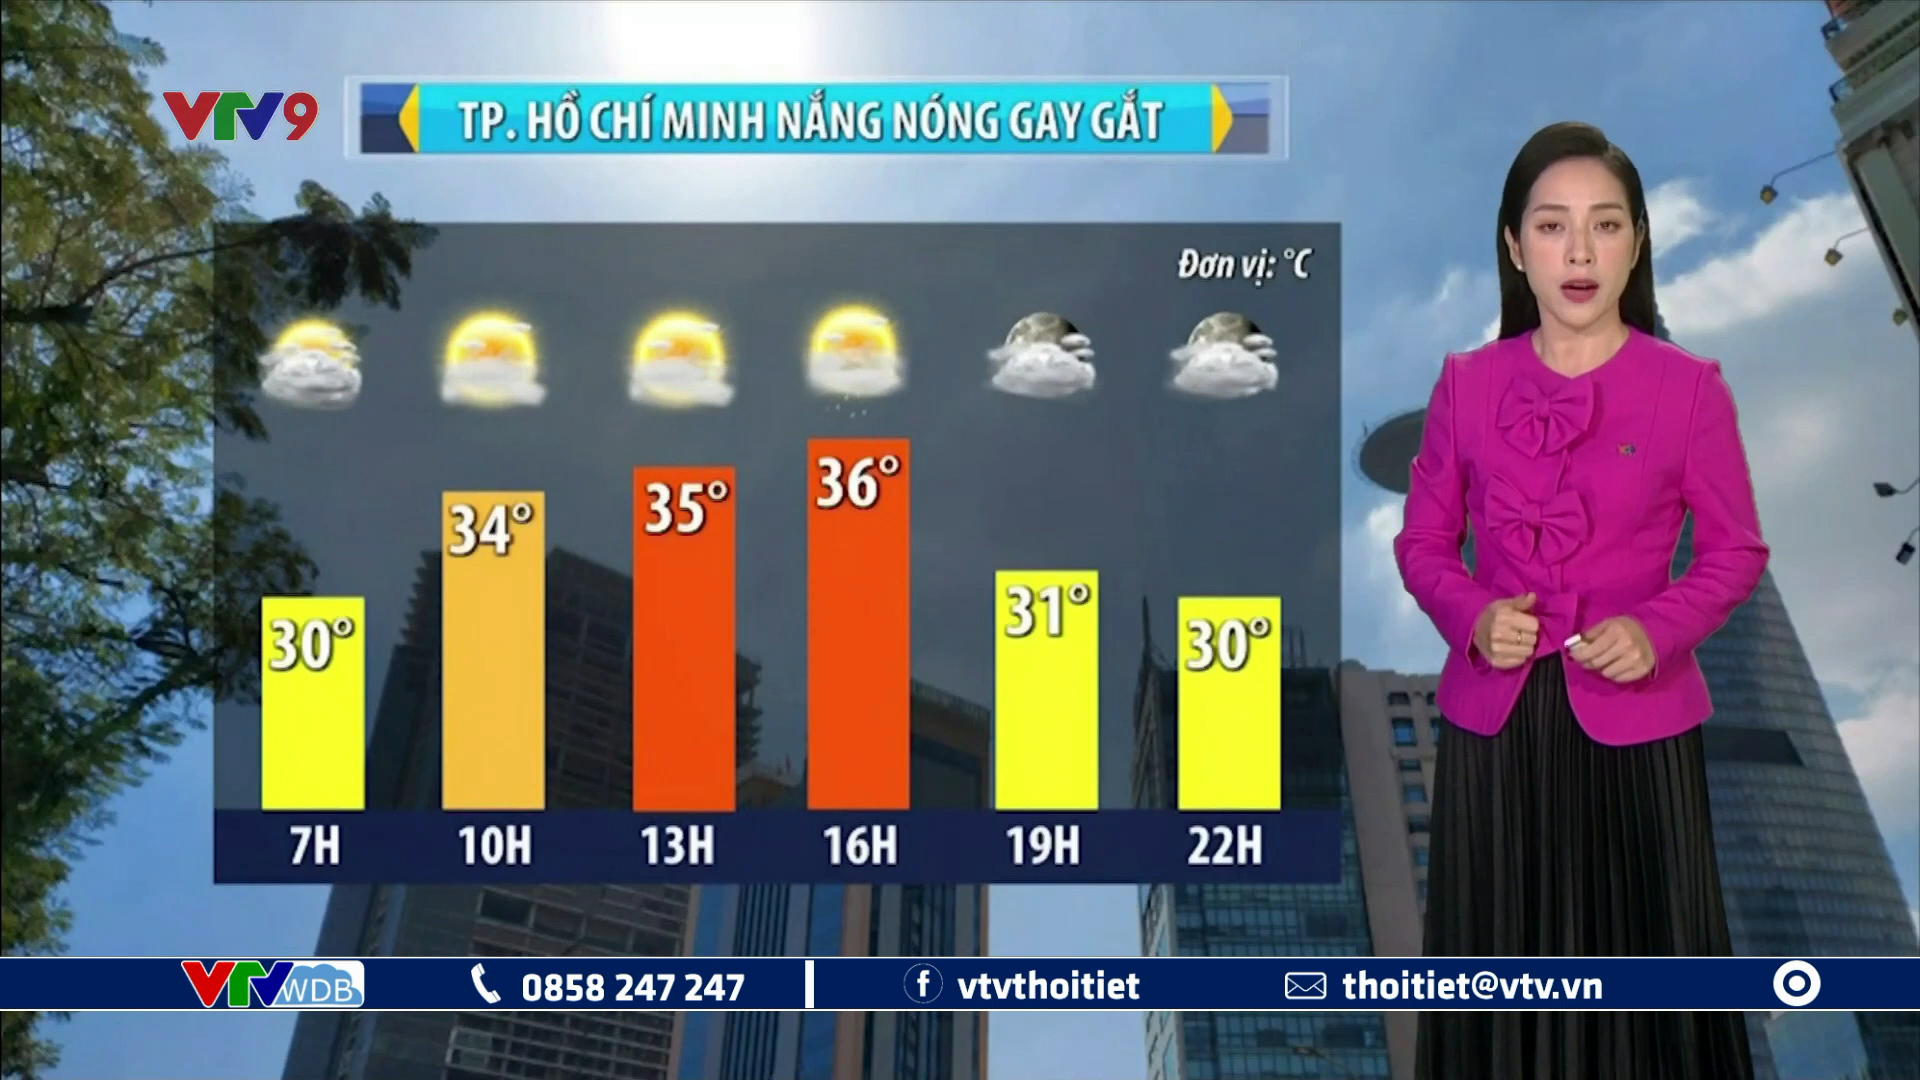 VTV9
TP. HỒ CHÍ MINH NẮNG NÓNG GAY GẮT
Đơn vị: °C
30° 34° 35° 36° 31° 30°
7H 10H 13H 16H 19H 22H
VTV WDB 0858 247 247 vtvthoitiet thoitiet@vtv.vn